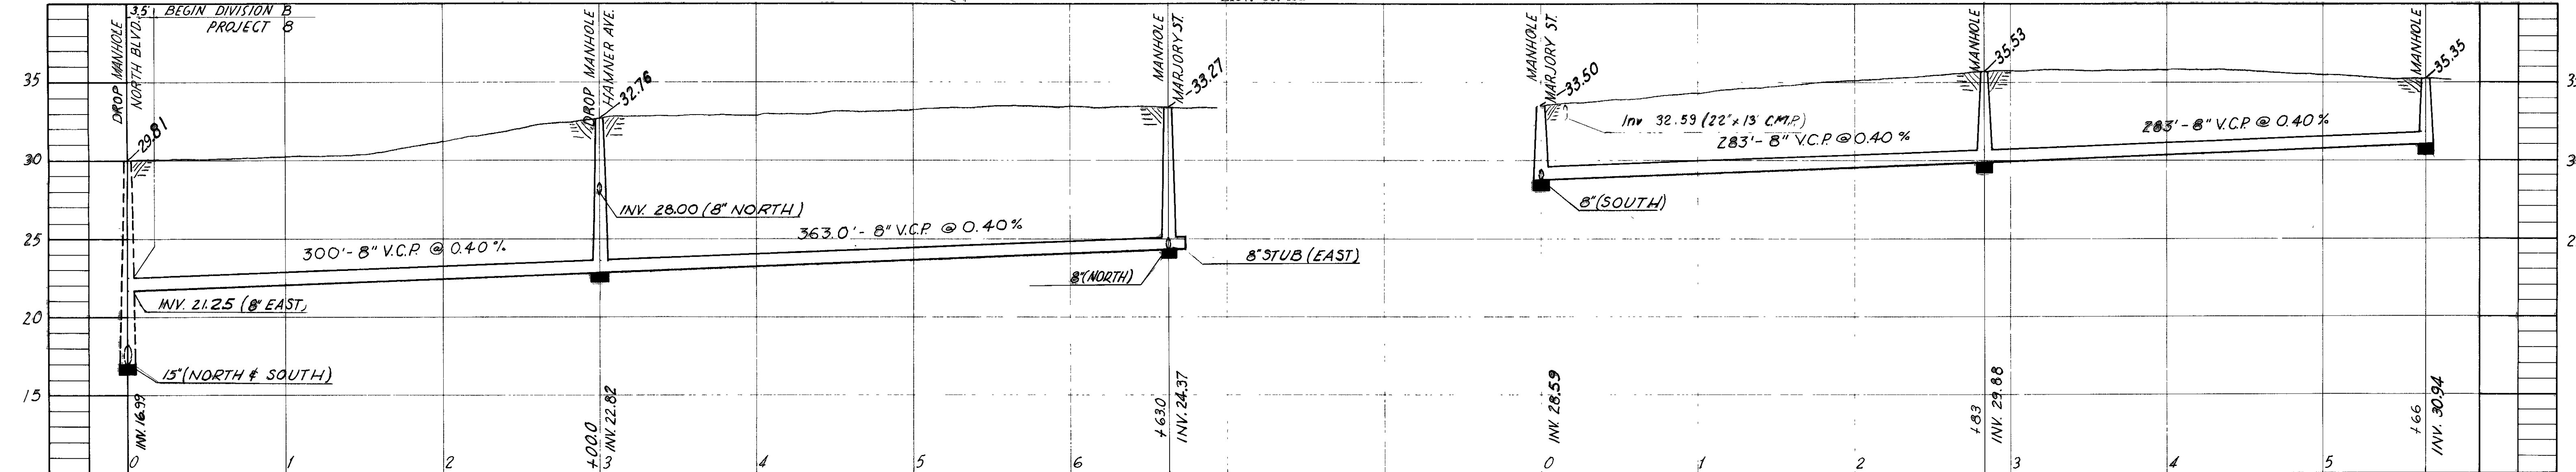 3.5' BEGIN DIVISION B
PROJECT 8
DROP MANHOLE
NORTH BLVD.
29.81
DROP MANHOLE
HAMNER AVE.
32.76
MANHOLE
MARJORY ST.
33.27
MANHOLE
MARJORY ST.
33.50
MANHOLE
35.53
MANHOLE
35.35
35
30
25
20
15
Inv 32.59 (22"x 13" C.M.P.)
283'- 8" V.C.P. @ 0.40 %
283'- 8" V.C.P. @ 0.40 %
INV. 28.00 (8" NORTH)
8" (SOUTH)
300'- 8" V.C.P. @ 0.40 %
363.0'- 8" V.C.P. @ 0.40 %
8" STUB (EAST)
8" (NORTH)
INV. 21.25 (8" EAST)
15" (NORTH & SOUTH)
INV. 16.99
+00.0
INV. 22.82
+63.0
INV. 24.37
INV. 28.59
+83
INV. 29.88
+66
INV. 30.94
0 1 2 3 4 5 6
0 1 2 3 4 5